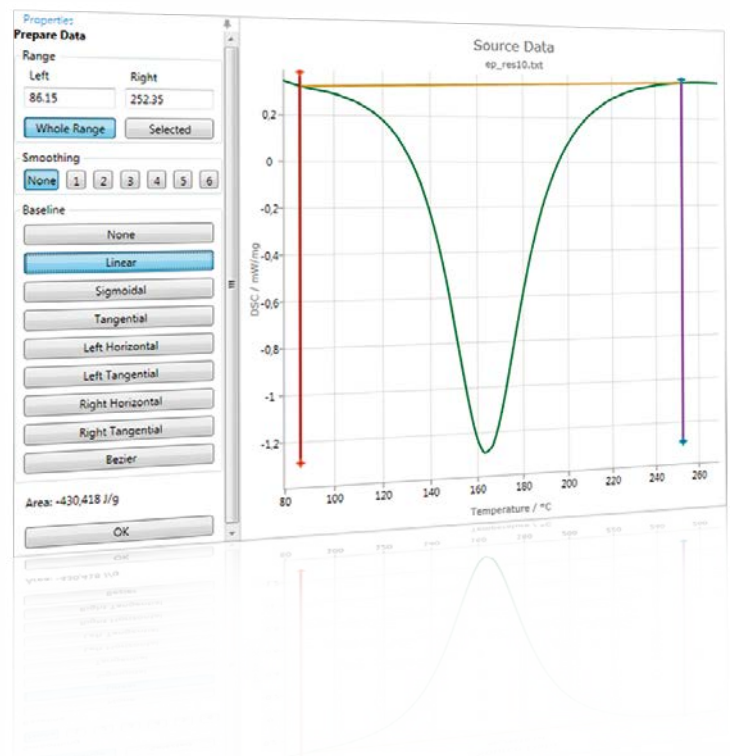 Properties
Prepare Data
Range
Left Right
86.15 252.35
Whole Range Selected
Smoothing
None 1 2 3 4 5 6
Baseline
None
Linear
Sigmoidal
Tangential
Left Horizontal
Left Tangential
Right Horizontal
Right Tangential
Bezier
Area: -430,418 J/g
OK
Source Data
ep_res10.txt
DSC / mW/mg
0,2
0
-0,2
-0,4
-0,6
-0,8
-1
-1,2
80 100 120 140 160 180 200 220 240 260
Temperature / °C